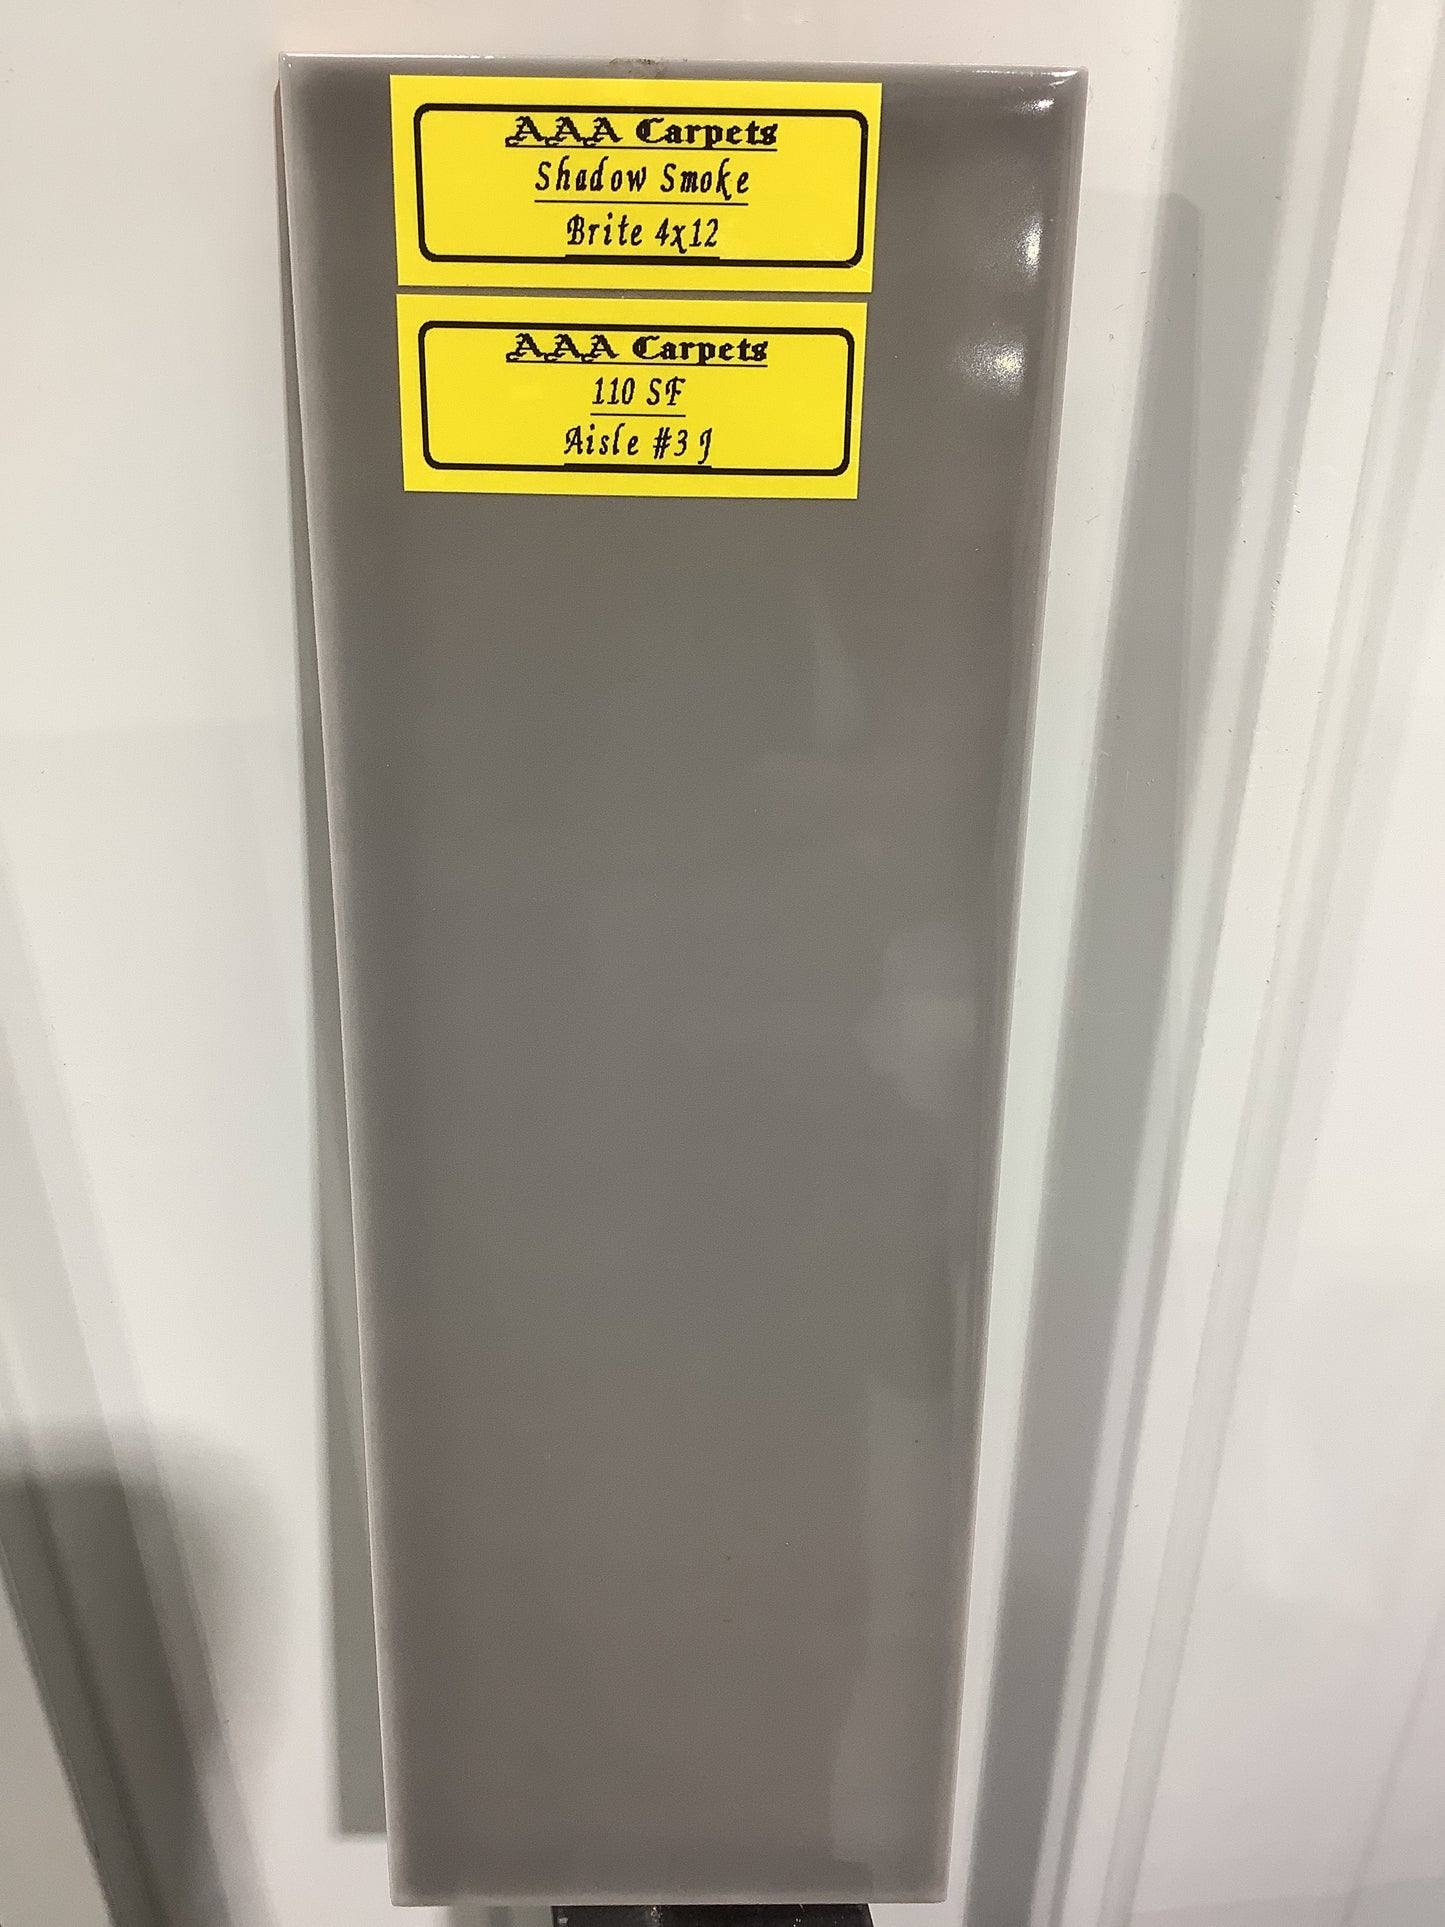 AAA Carpets
Shadow Smoke
Brite 4x12
AAA Carpets
110 SF
Aisle #3 J